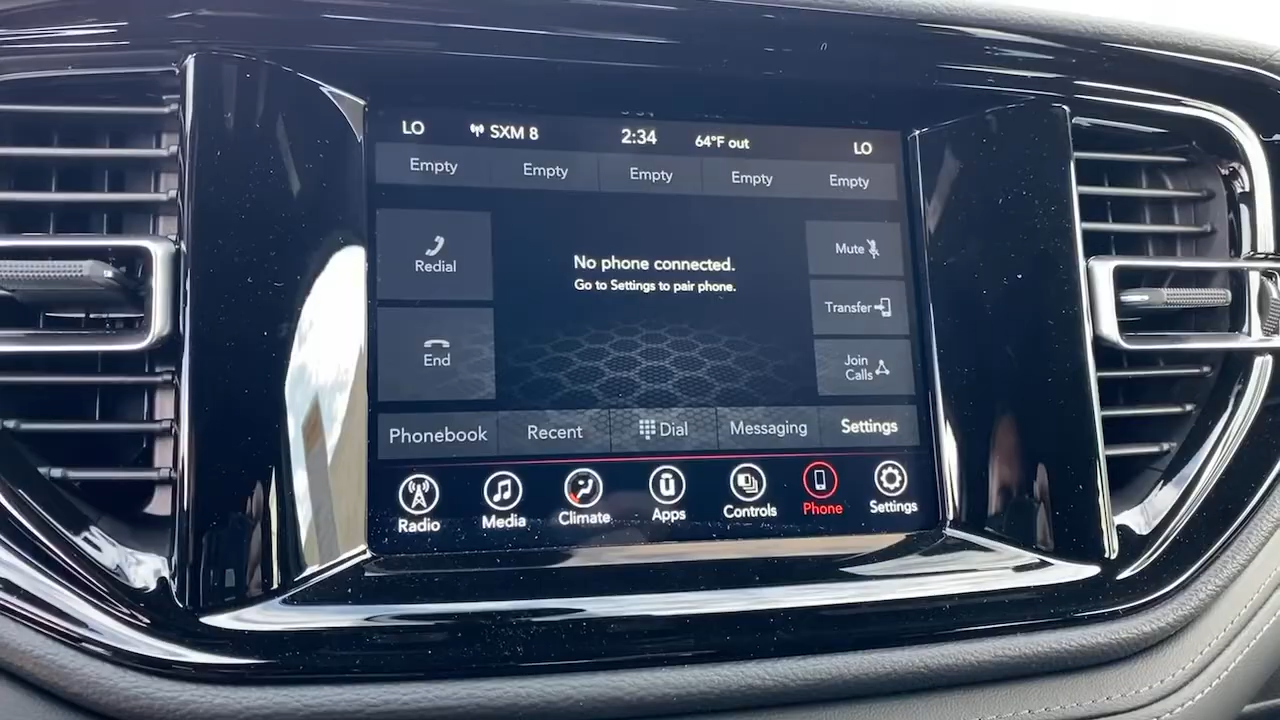 LO SXM 8 2:34 64°F out LO
Empty Empty Empty Empty Empty
Redial
No phone connected.
Go to Settings to pair phone.
Mute
Transfer
End
Join
Calls
Phonebook Recent Dial Messaging Settings
Radio Media Climate Apps Controls Phone Settings